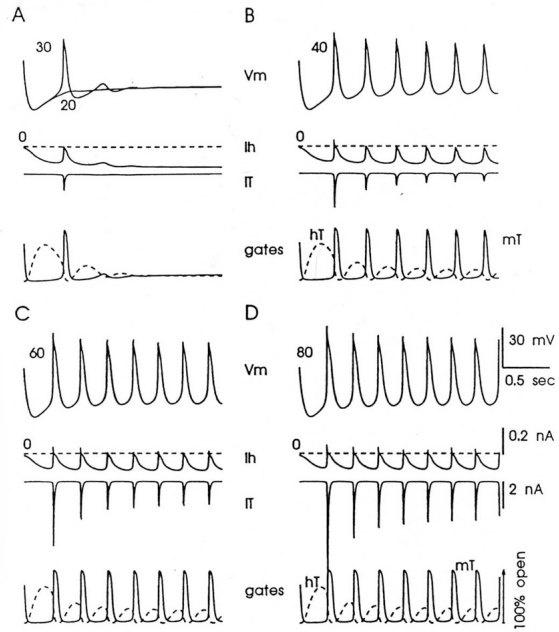 A
30
20
0
B
40
Vm
0
Ih
IT
hT
gates
mT
C
60
0
D
80
Vm
30 mV
0.5 sec
0
Ih
0.2 nA
IT
2 nA
gates
hT
mT
100% open